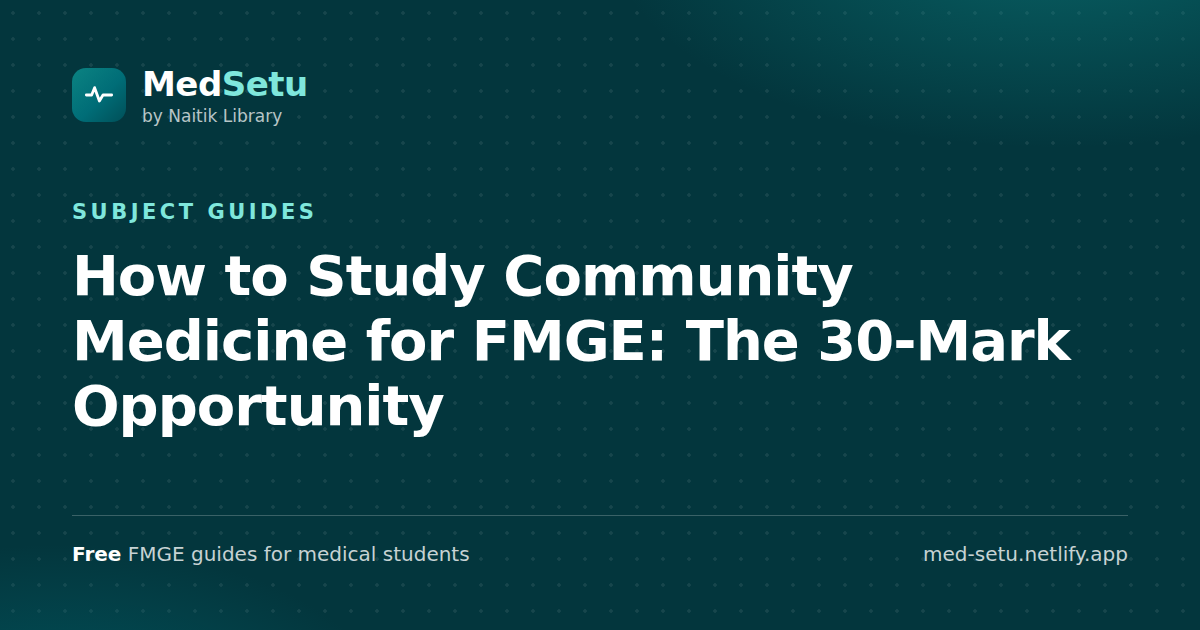 MedSetu
by Naitik Library
SUBJECT GUIDES
How to Study Community
Medicine for FMGE: The 30-Mark
Opportunity
Free FMGE guides for medical students
med-setu.netlify.app